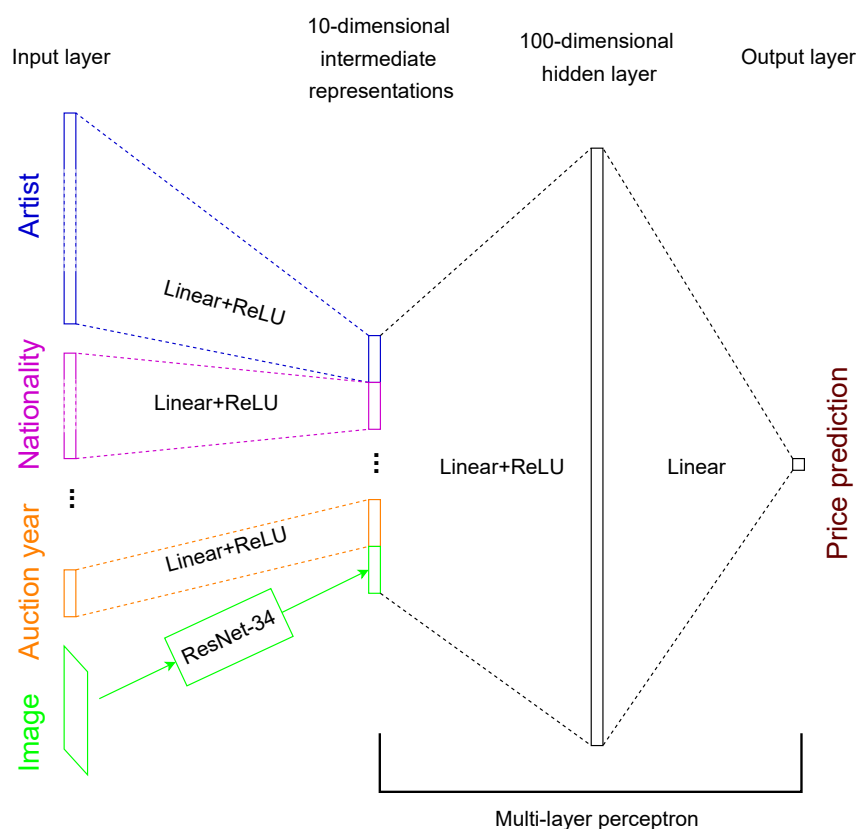 Input layer
10-dimensional
intermediate
representations
100-dimensional
hidden layer
Output layer
Artist
Linear+ReLU
Nationality
Linear+ReLU
...
...
Linear+ReLU
Linear
Price prediction
Auction year
Linear+ReLU
Image
ResNet-34
Multi-layer perceptron